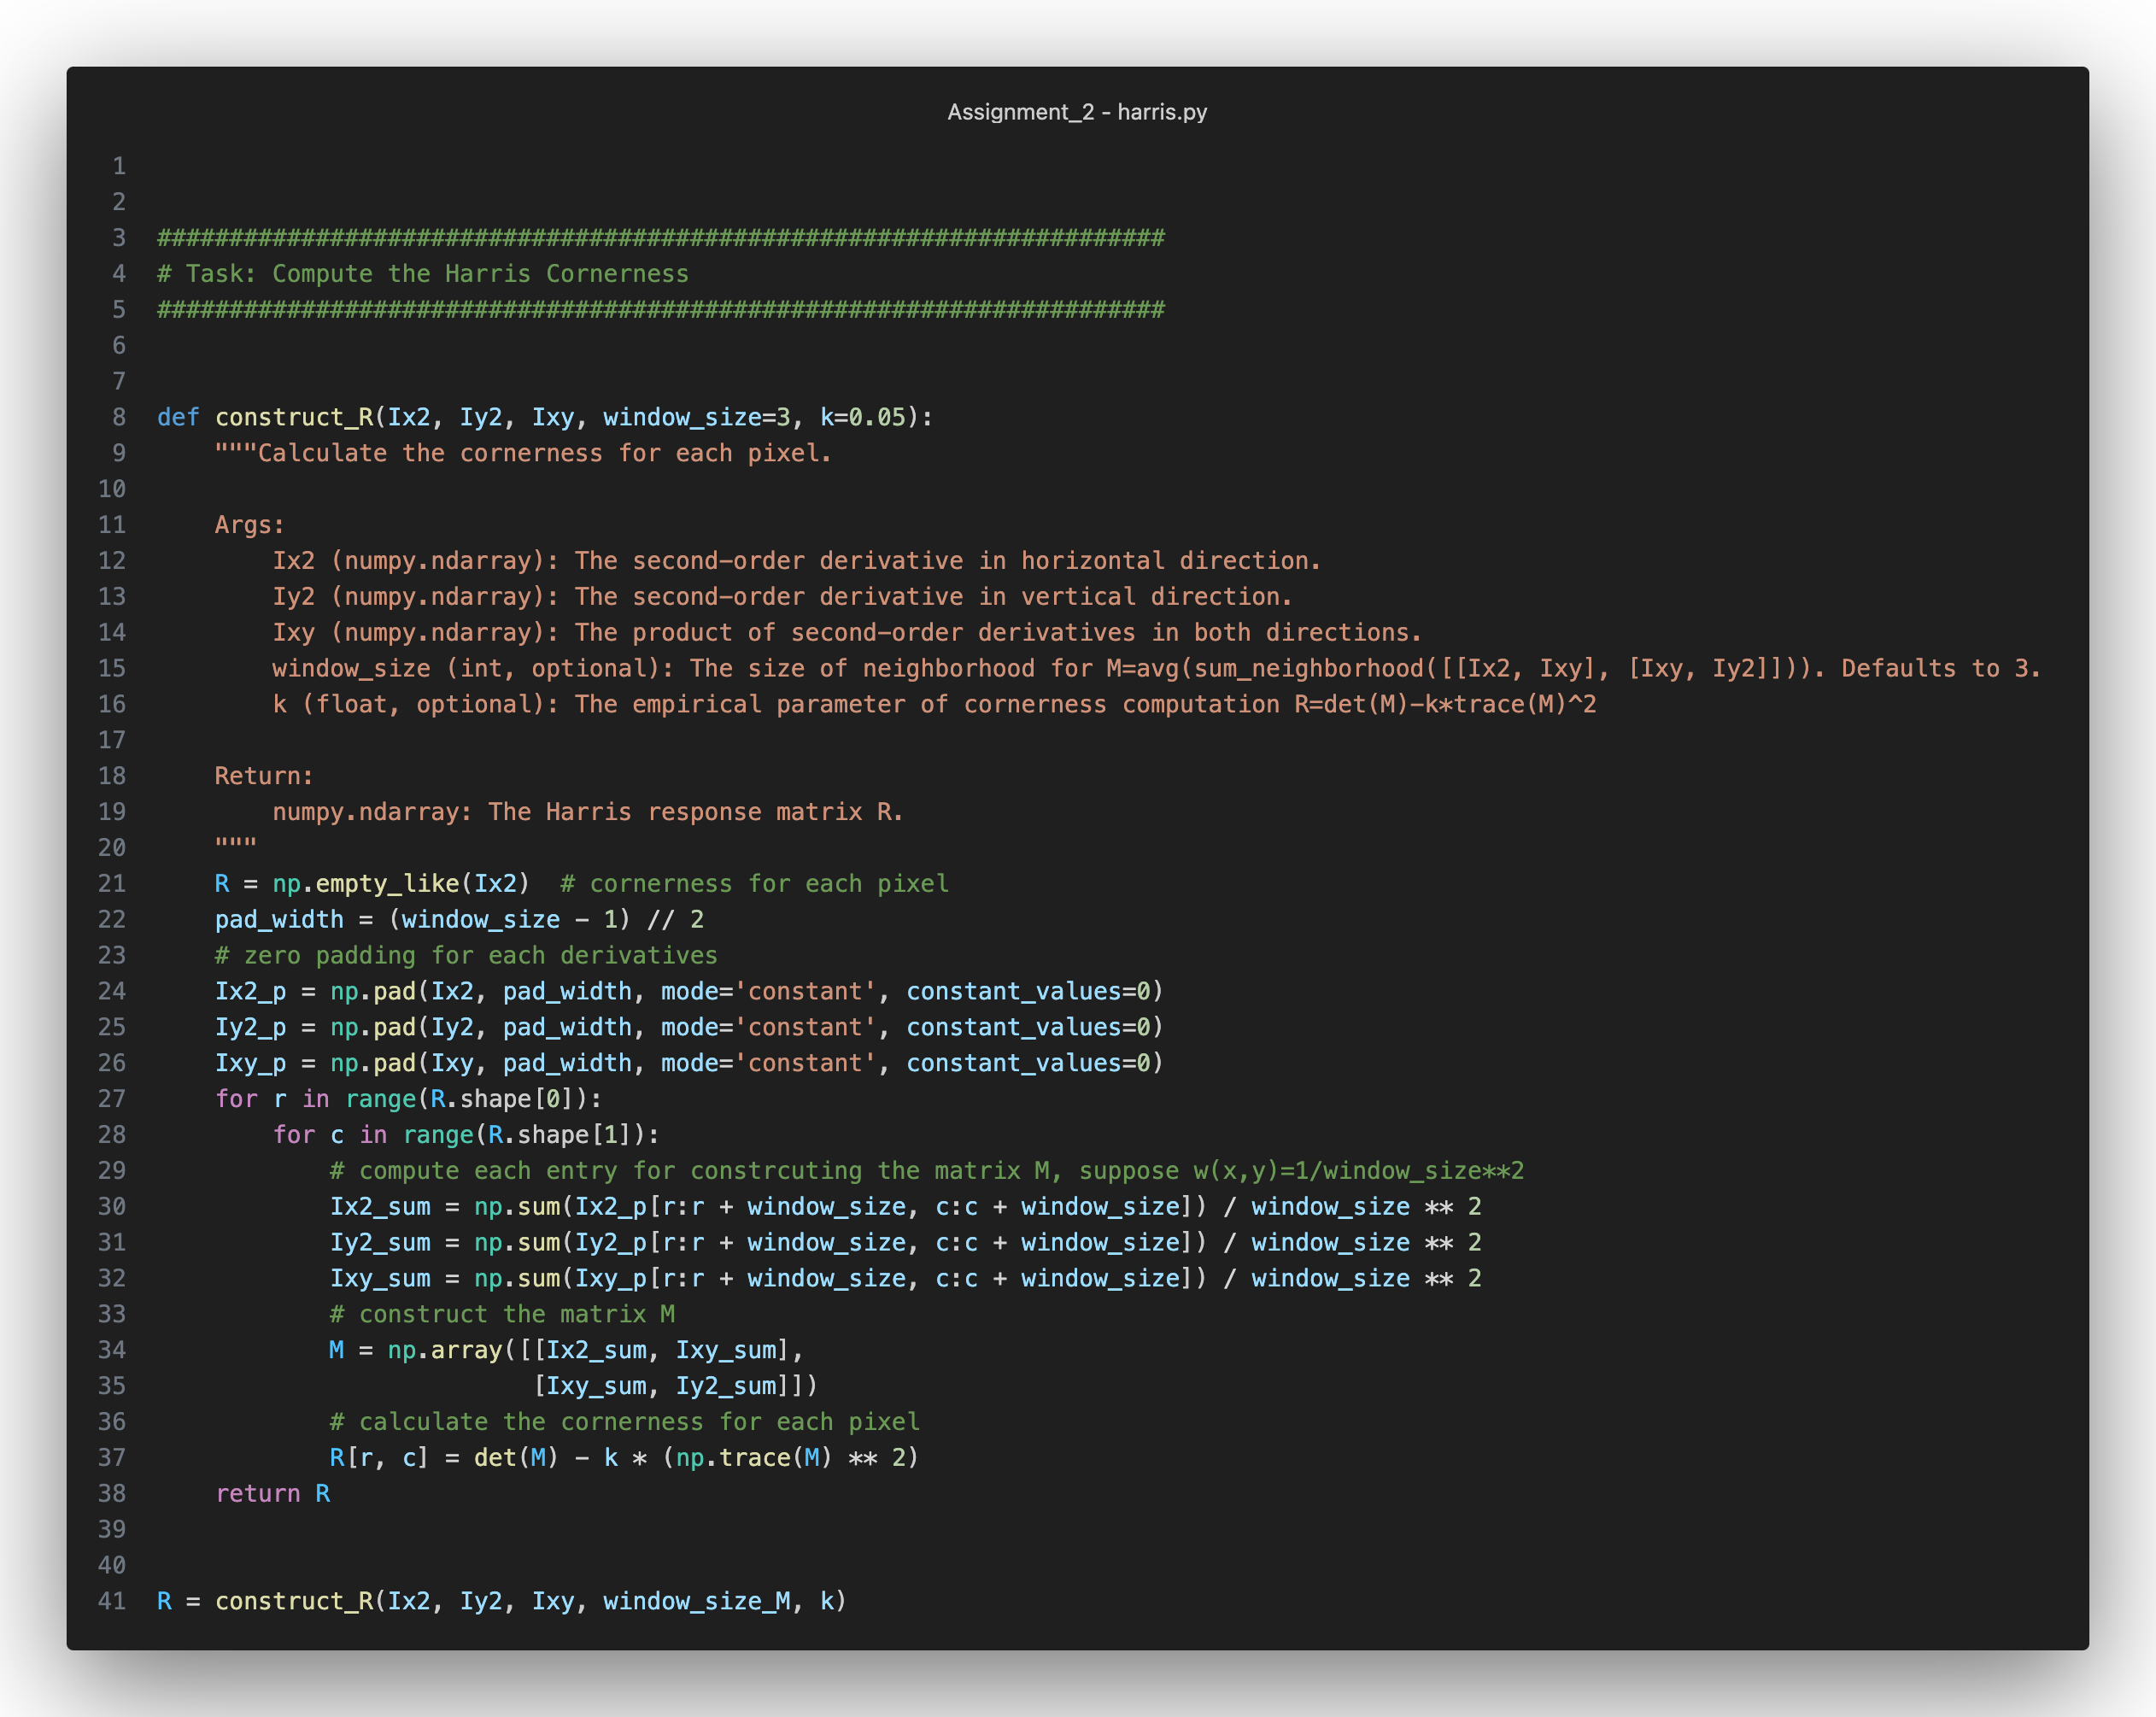 Assignment_2 - harris.py
1
2
3 ######################################################################
4 # Task: Compute the Harris Cornerness
5 ######################################################################
6
7
8 def construct_R(Ix2, Iy2, Ixy, window_size=3, k=0.05):
9     """Calculate the cornerness for each pixel.
10
11     Args:
12         Ix2 (numpy.ndarray): The second-order derivative in horizontal direction.
13         Iy2 (numpy.ndarray): The second-order derivative in vertical direction.
14         Ixy (numpy.ndarray): The product of second-order derivatives in both directions.
15         window_size (int, optional): The size of neighborhood for M=avg(sum_neighborhood([[Ix2, Ixy], [Ixy, Iy2]])). Defaults to 3.
16         k (float, optional): The empirical parameter of cornerness computation R=det(M)-k*trace(M)^2
17
18     Return:
19         numpy.ndarray: The Harris response matrix R.
20     """
21     R = np.empty_like(Ix2)  # cornerness for each pixel
22     pad_width = (window_size - 1) // 2
23     # zero padding for each derivatives
24     Ix2_p = np.pad(Ix2, pad_width, mode='constant', constant_values=0)
25     Iy2_p = np.pad(Iy2, pad_width, mode='constant', constant_values=0)
26     Ixy_p = np.pad(Ixy, pad_width, mode='constant', constant_values=0)
27     for r in range(R.shape[0]):
28         for c in range(R.shape[1]):
29             # compute each entry for constrcuting the matrix M, suppose w(x,y)=1/window_size**2
30             Ix2_sum = np.sum(Ix2_p[r:r + window_size, c:c + window_size]) / window_size ** 2
31             Iy2_sum = np.sum(Iy2_p[r:r + window_size, c:c + window_size]) / window_size ** 2
32             Ixy_sum = np.sum(Ixy_p[r:r + window_size, c:c + window_size]) / window_size ** 2
33             # construct the matrix M
34             M = np.array([[Ix2_sum, Ixy_sum],
35                           [Ixy_sum, Iy2_sum]])
36             # calculate the cornerness for each pixel
37             R[r, c] = det(M) - k * (np.trace(M) ** 2)
38     return R
39
40
41 R = construct_R(Ix2, Iy2, Ixy, window_size_M, k)